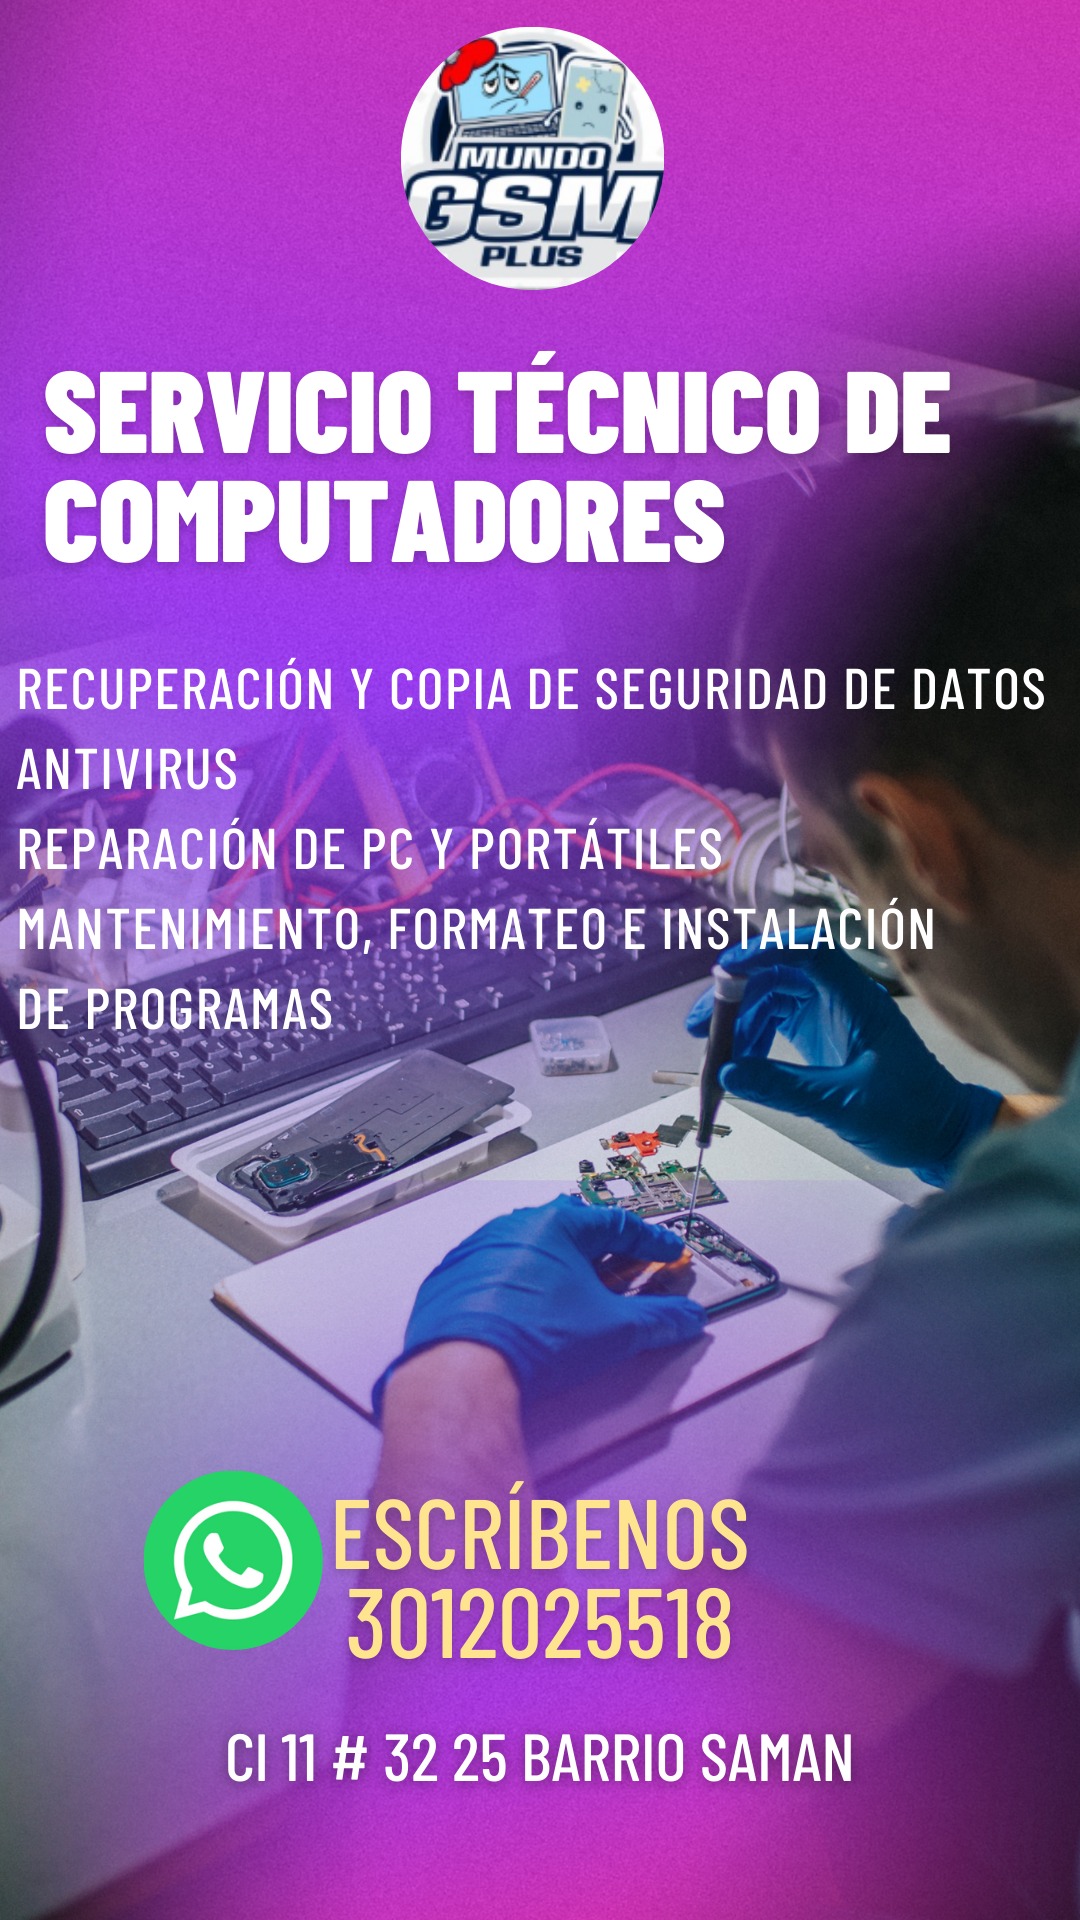 MUNDO
GSM
PLUS
SERVICIO TÉCNICO DE
COMPUTADORES
RECUPERACIÓN Y COPIA DE SEGURIDAD DE DATOS
ANTIVIRUS
REPARACIÓN DE PC Y PORTÁTILES
MANTENIMIENTO, FORMATEO E INSTALACIÓN
DE PROGRAMAS
ESCRÍBENOS
3012025518
Cl 11 # 32 25 BARRIO SAMAN